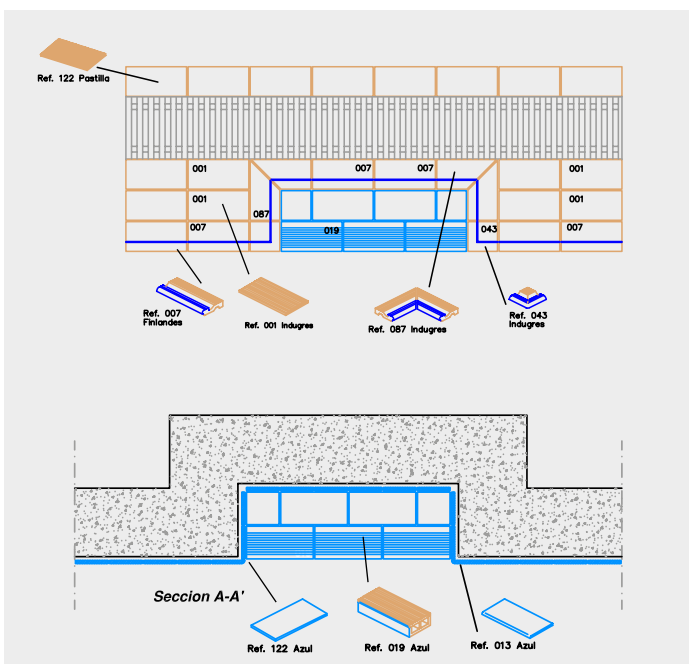 Ref. 122 Pastilla
001
007
007
001
001
001
087
007
019
043
007
Ref. 007
Finlandes
Ref. 001 Indugres
Ref. 087 Indugres
Ref. 043
Indugres
Seccion A-A'
Ref. 122 Azul
Ref. 019 Azul
Ref. 013 Azul